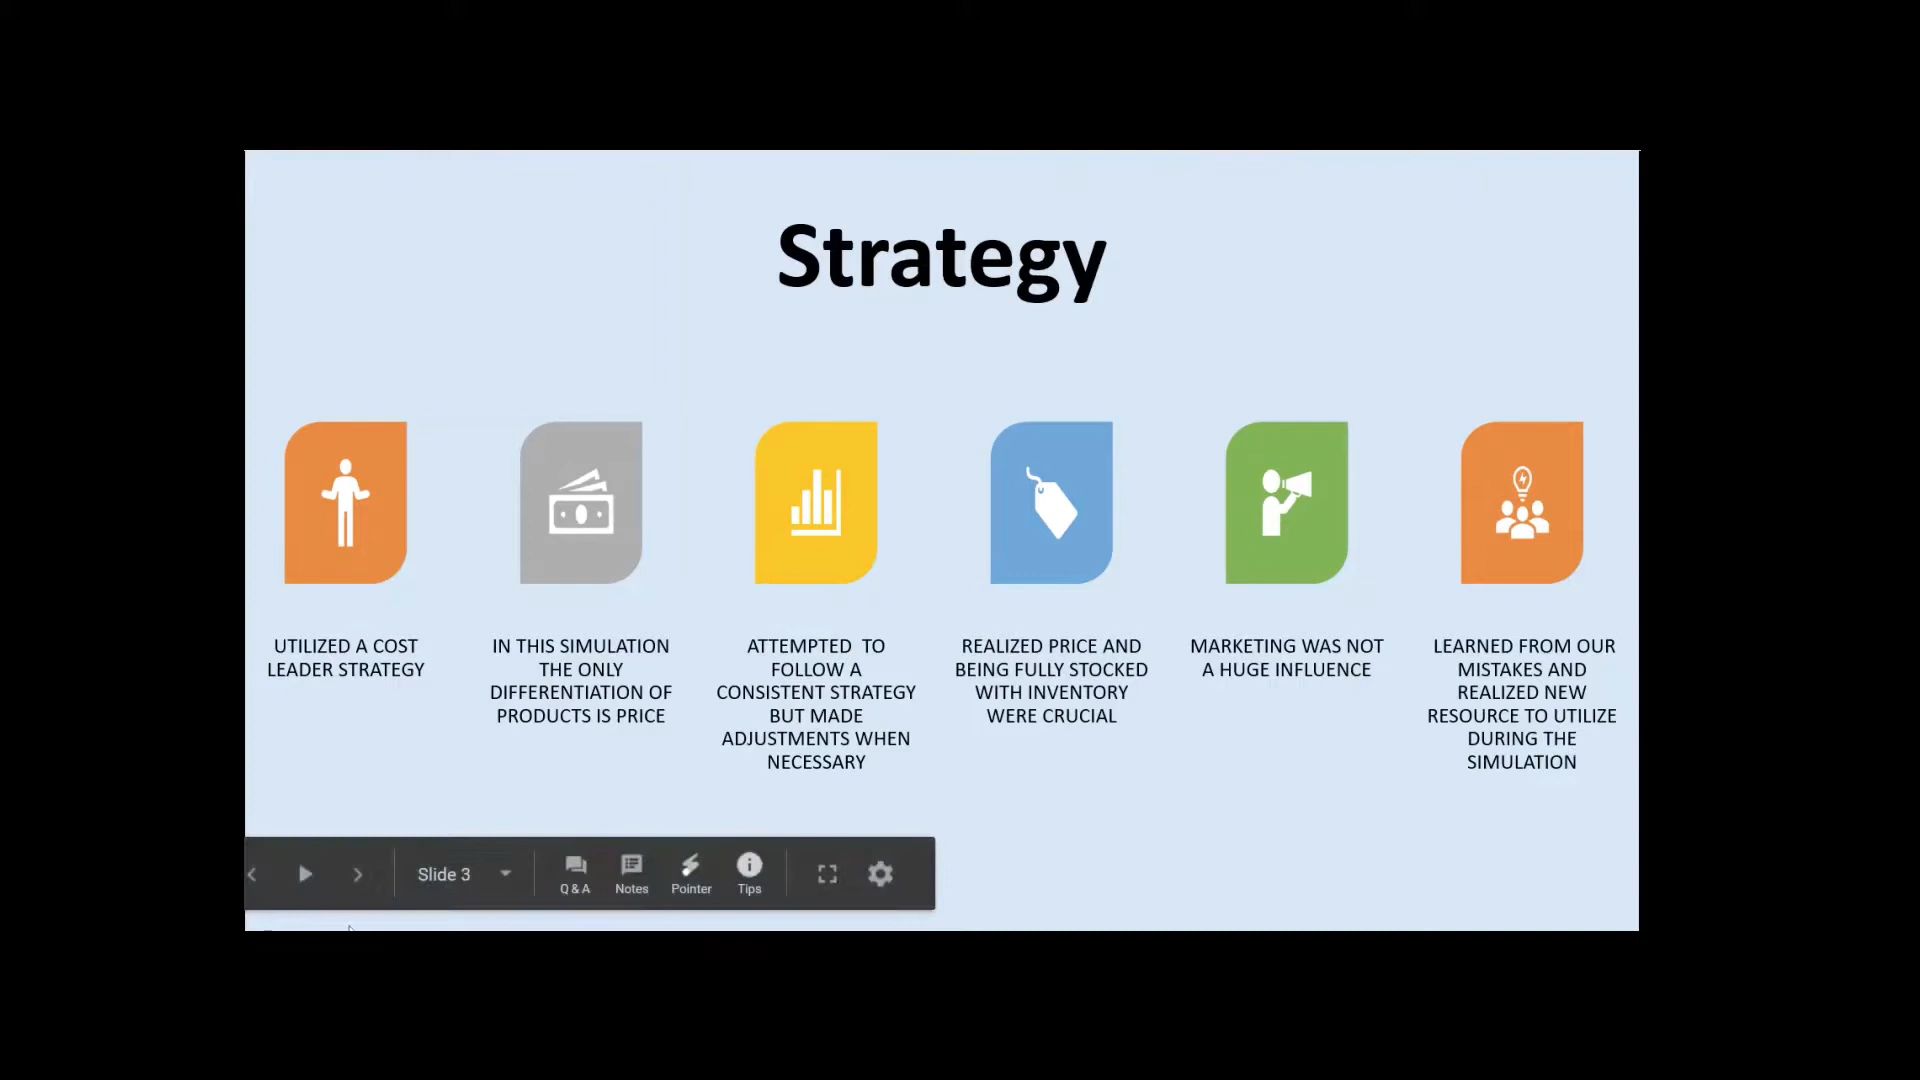 Strategy
UTILIZED A COST
LEADER STRATEGY
IN THIS SIMULATION
THE ONLY
DIFFERENTIATION OF
PRODUCTS IS PRICE
ATTEMPTED TO
FOLLOW A
CONSISTENT STRATEGY
BUT MADE
ADJUSTMENTS WHEN
NECESSARY
REALIZED PRICE AND
BEING FULLY STOCKED
WITH INVENTORY
WERE CRUCIAL
MARKETING WAS NOT
A HUGE INFLUENCE
LEARNED FROM OUR
MISTAKES AND
REALIZED NEW
RESOURCE TO UTILIZE
DURING THE
SIMULATION
Slide 3
Q & A
Notes
Pointer
Tips